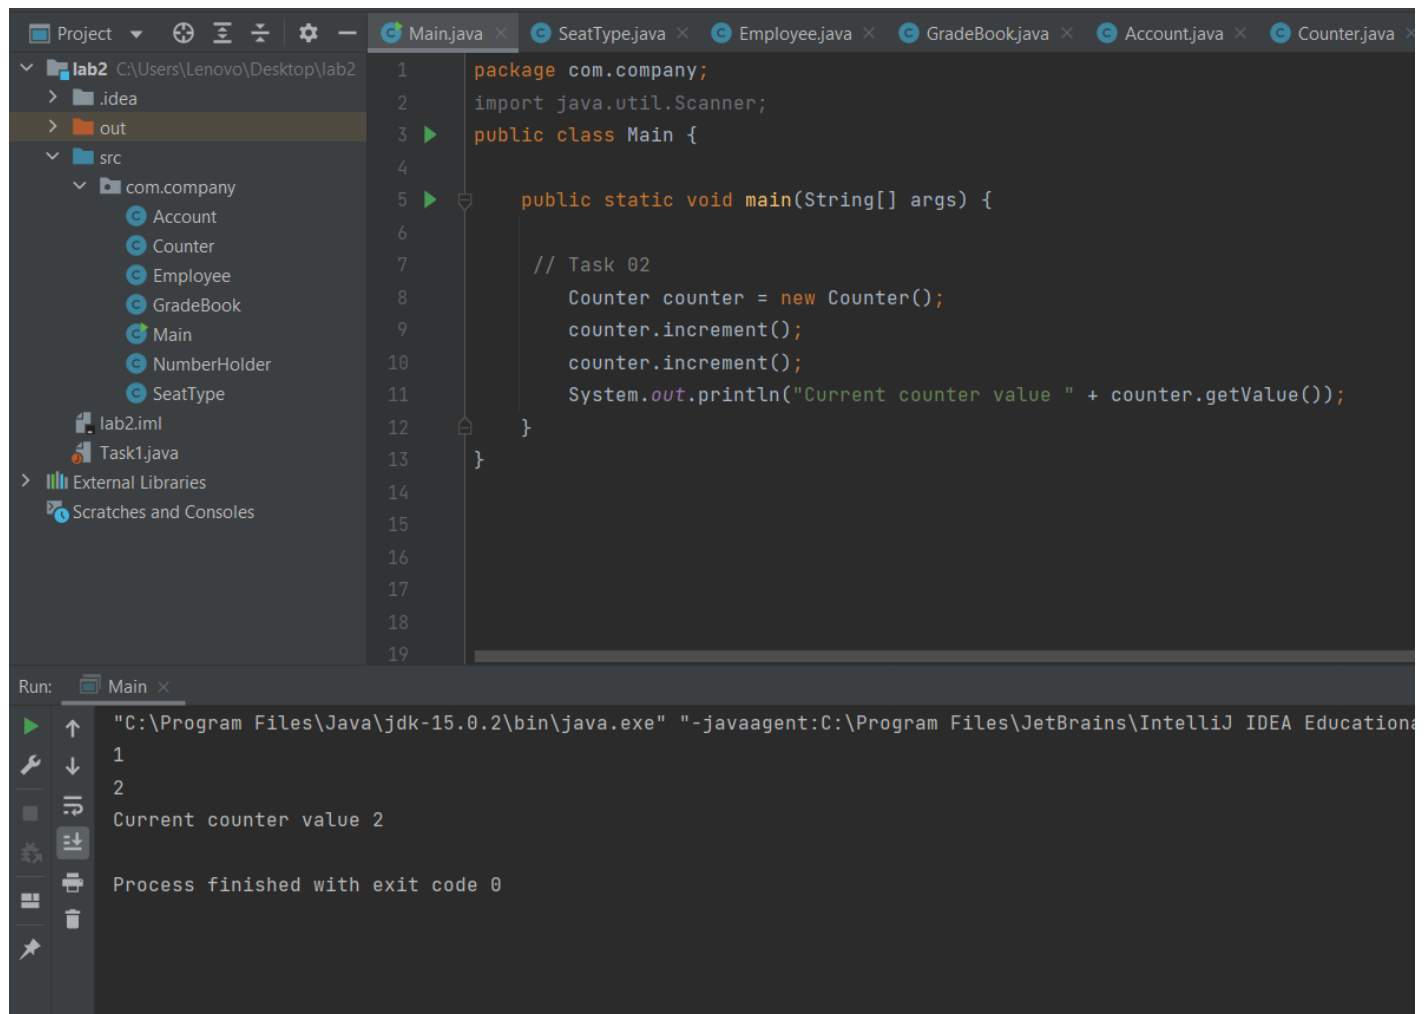 Project
lab2 C:\Users\Lenovo\Desktop\lab2
.idea
out
src
com.company
Account
Counter
Employee
GradeBook
Main
NumberHolder
SeatType
lab2.iml
Task1.java
External Libraries
Scratches and Consoles
Main.java SeatType.java Employee.java GradeBook.java Account.java Counter.java
1 package com.company;
2 import java.util.Scanner;
3 public class Main {
4
5 public static void main(String[] args) {
6
7 // Task 02
8 Counter counter = new Counter();
9 counter.increment();
10 counter.increment();
11 System.out.println("Current counter value " + counter.getValue());
12 }
13 }
14
15
16
17
18
19
Run: Main
"C:\Program Files\Java\jdk-15.0.2\bin\java.exe" "-javaagent:C:\Program Files\JetBrains\IntelliJ IDEA Educationa
1
2
Current counter value 2
Process finished with exit code 0